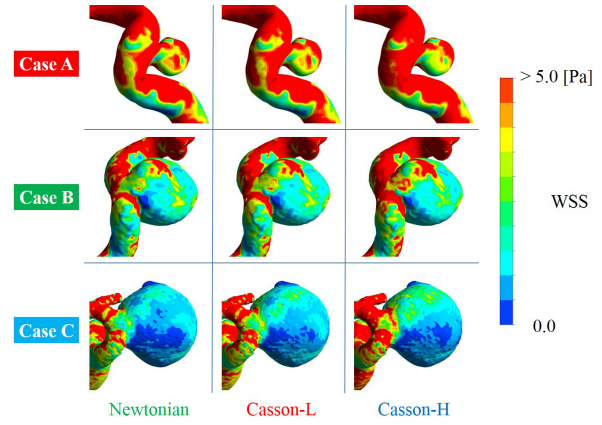 Case A
> 5.0 [Pa]
Case B
WSS
Case C
0.0
Newtonian Casson-L Casson-H